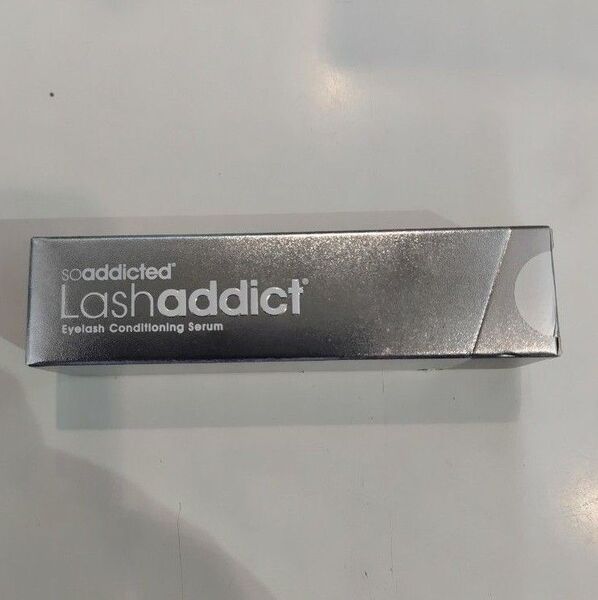 soaddicted®
Lashaddict®
Eyelash Conditioning Serum